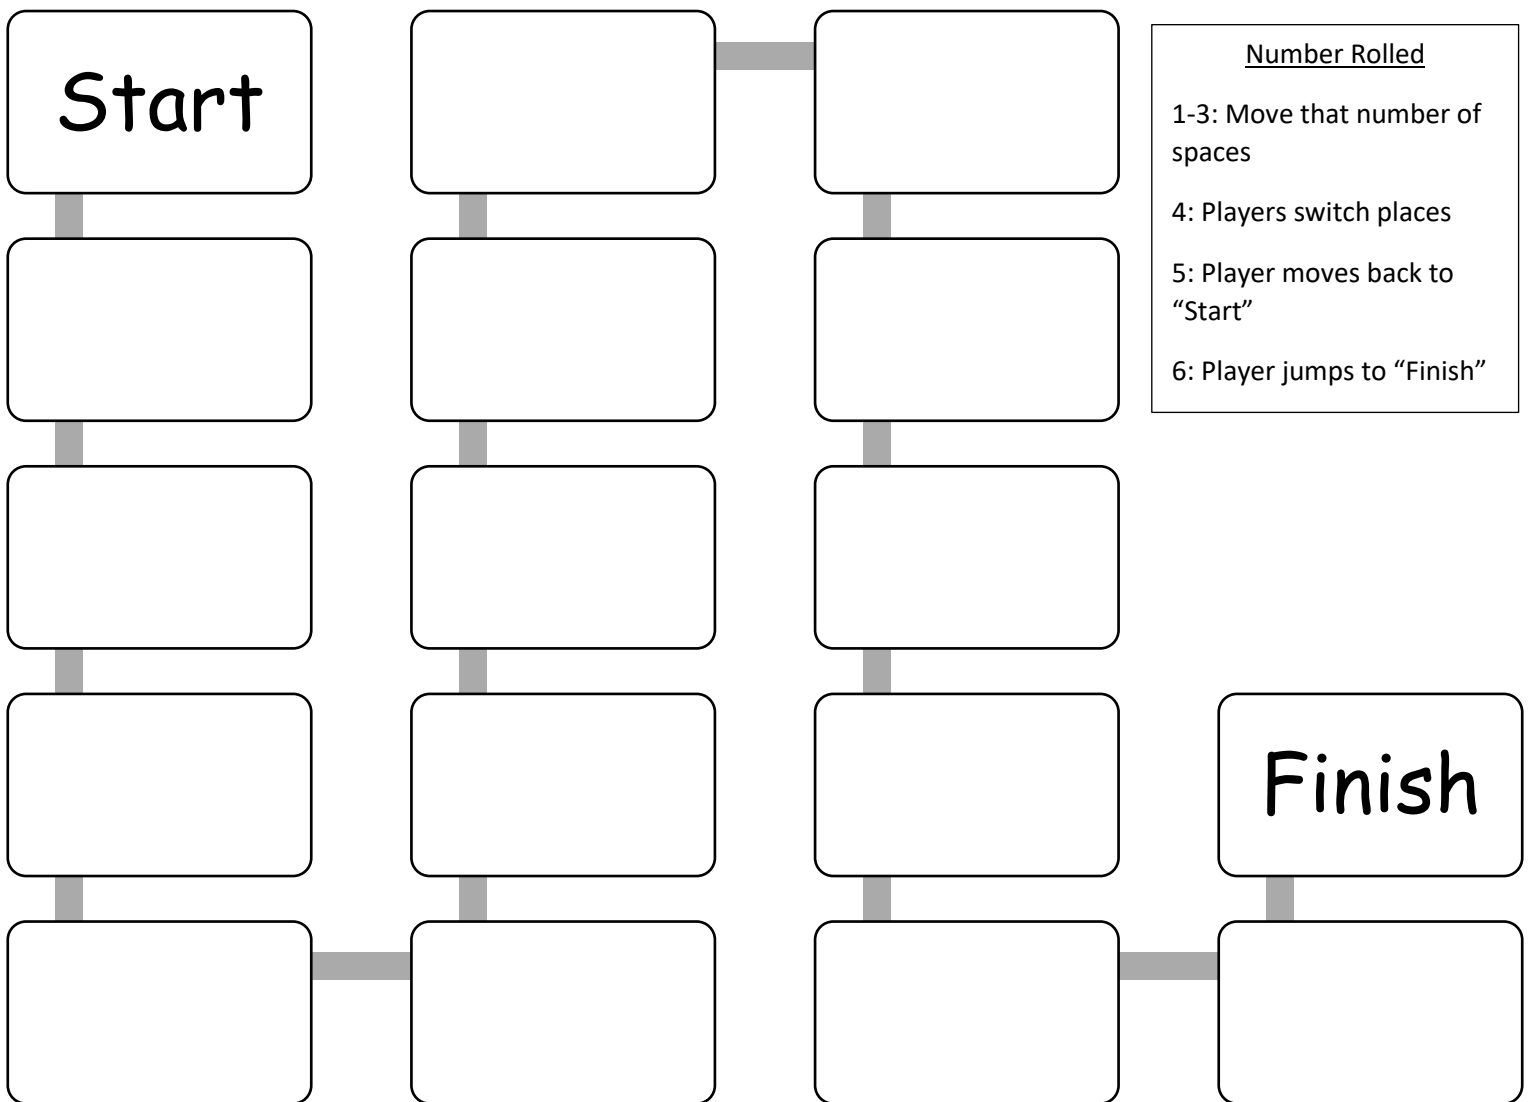 Start
Number Rolled
1-3: Move that number of
spaces
4: Players switch places
5: Player moves back to
“Start”
6: Player jumps to “Finish”
Finish